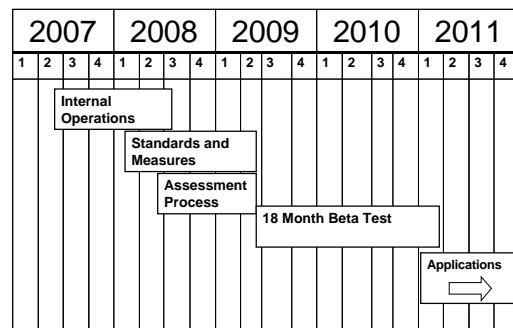 2007 2008 2009 2010 2011
1 2 3 4 1 2 3 4 1 2 3 4 1 2 3 4 1 2 3 4
Internal
Operations
Standards and
Measures
Assessment
Process
18 Month Beta Test
Applications